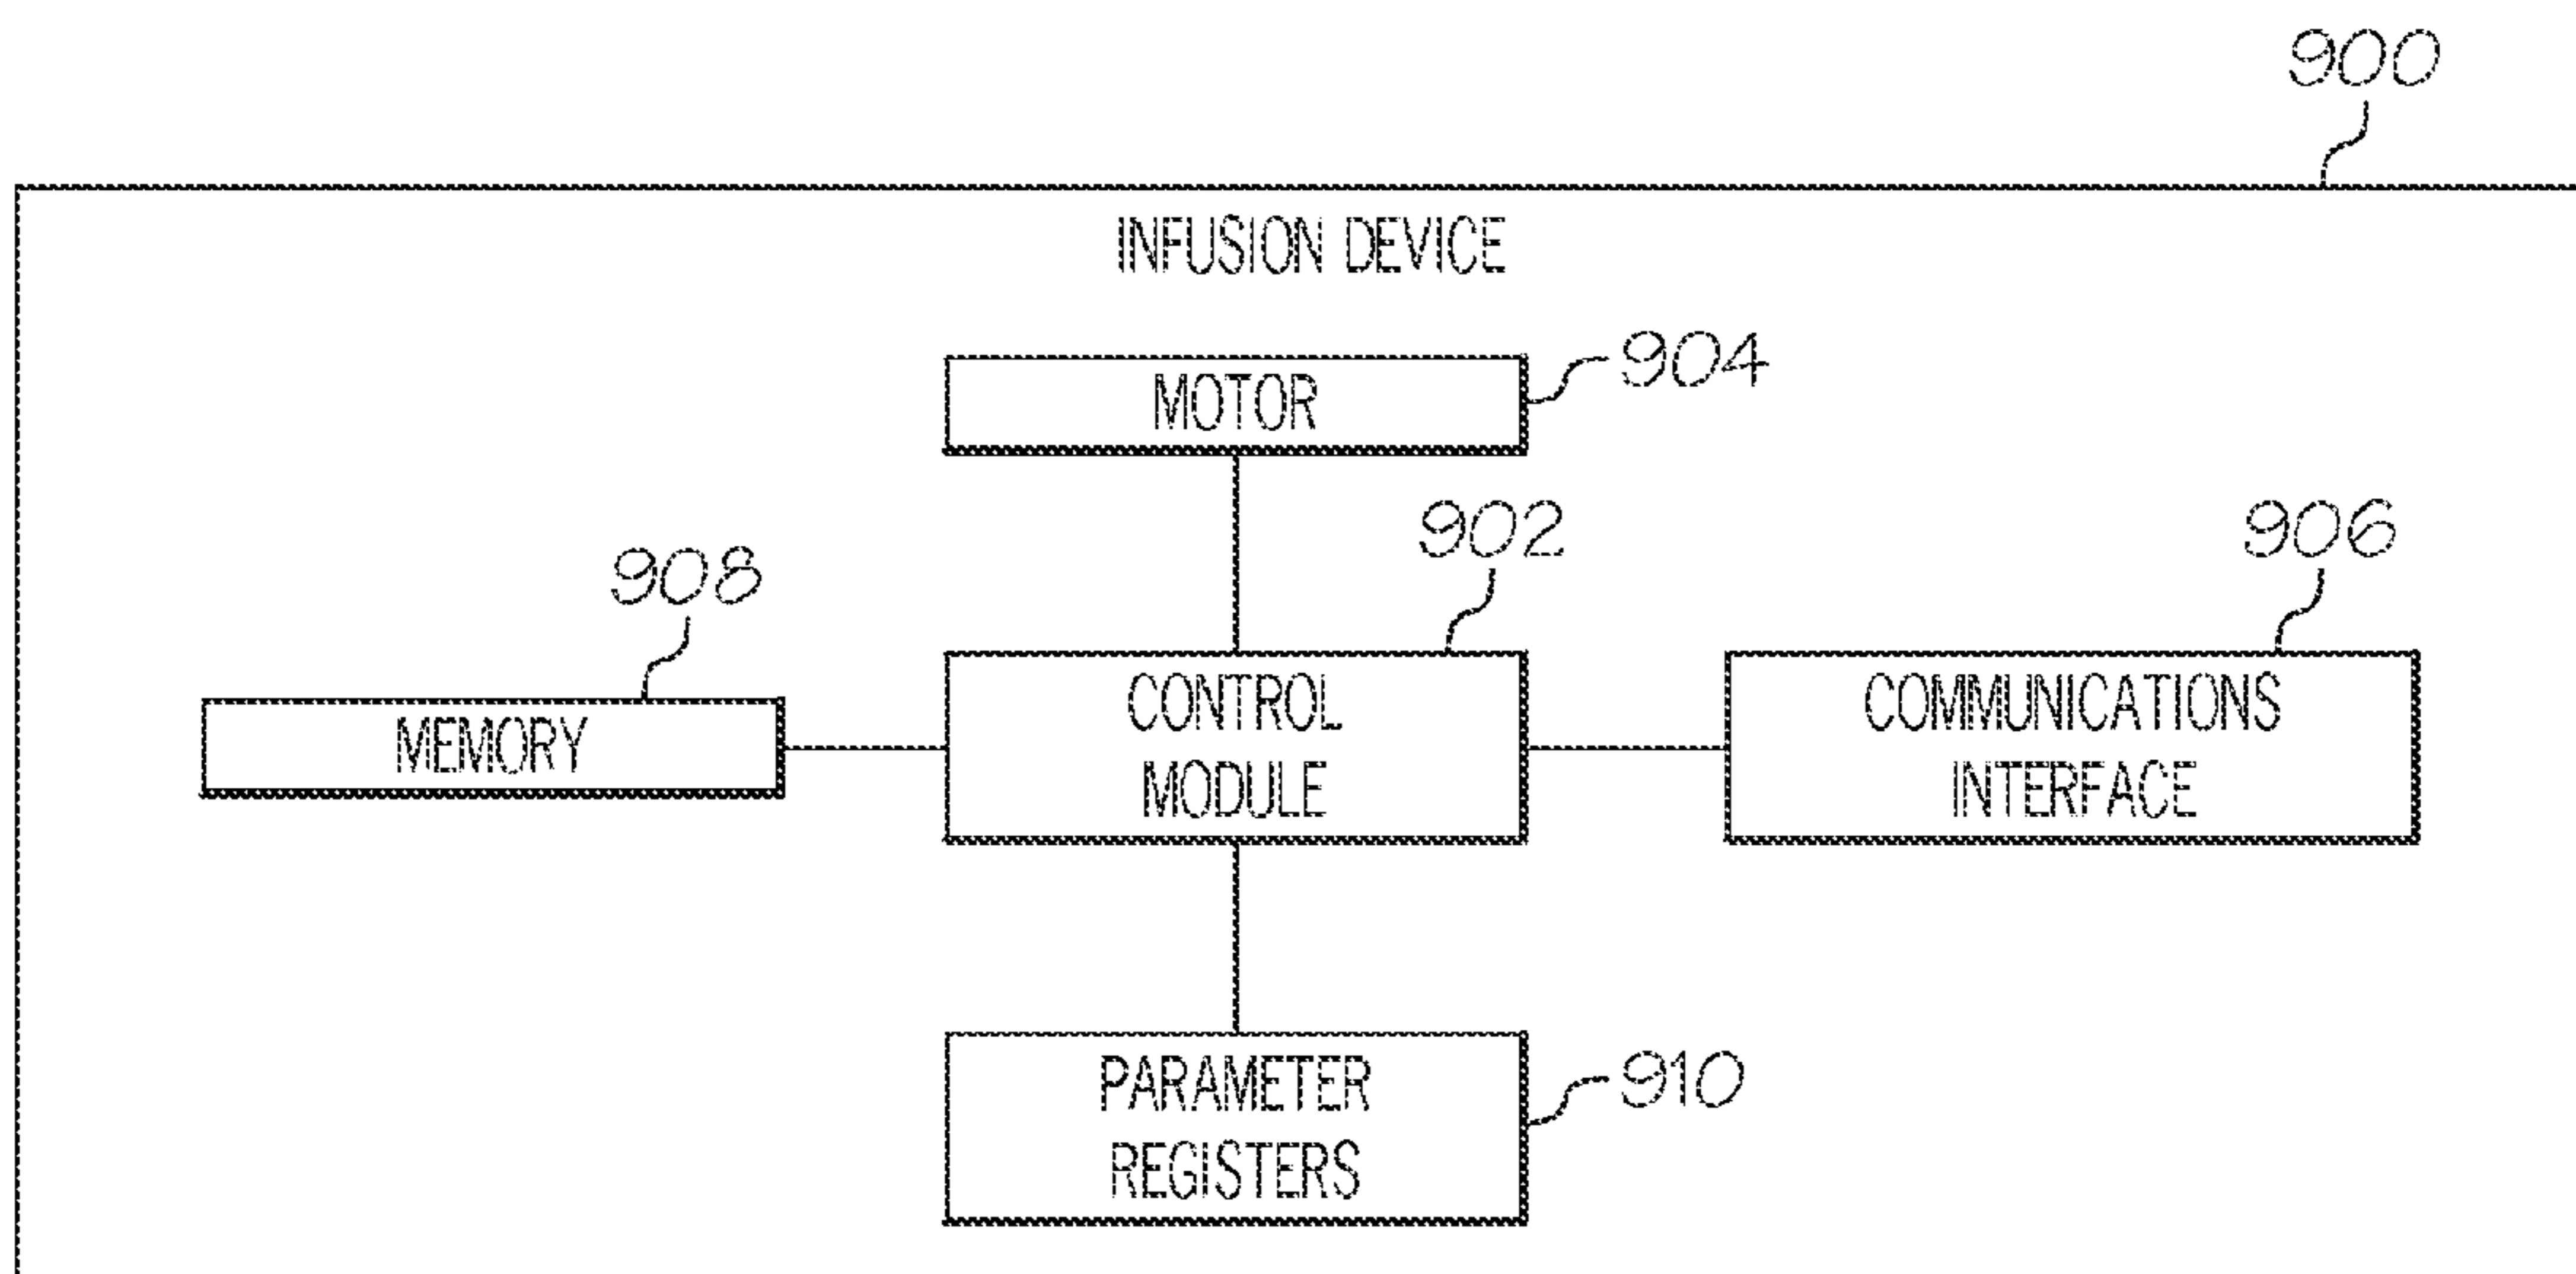 900
INFUSION DEVICE
MOTOR
904
902
906
908
CONTROL
MODULE
COMMUNICATIONS
INTERFACE
MEMORY
PARAMETER
REGISTERS
910